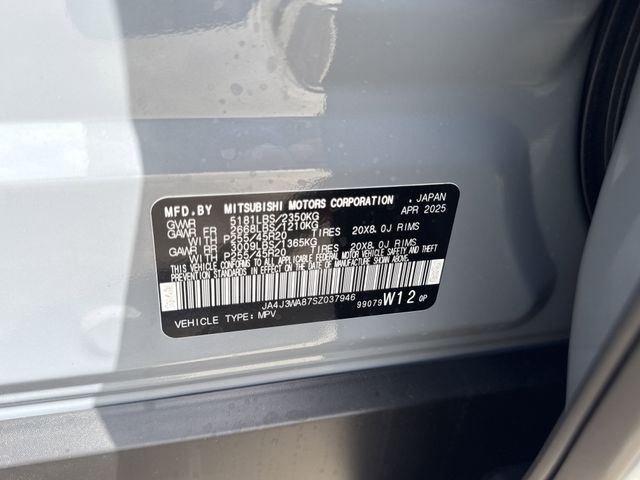 MFD.BY MITSUBISHI MOTORS CORPORATION . JAPAN
GVWR 5181LBS/2350KG APR 2025
GAWR FR 2668LBS/1210KG
WITH P255/45R20 TIRES 20X8.0J RIMS
GAWR RR 3009LBS/1365KG
WITH P255/45R20 TIRES 20X8.0J RIMS
THIS VEHICLE CONFORMS TO ALL APPLICABLE FEDERAL MOTOR VEHICLE SAFETY AND THEFT
PREVENTION STANDARDS IN EFFECT ON THE DATE OF MANUFACTURE SHOWN ABOVE.
JA4J3WA87SZ037946
99079 W12 0P
VEHICLE TYPE: MPV